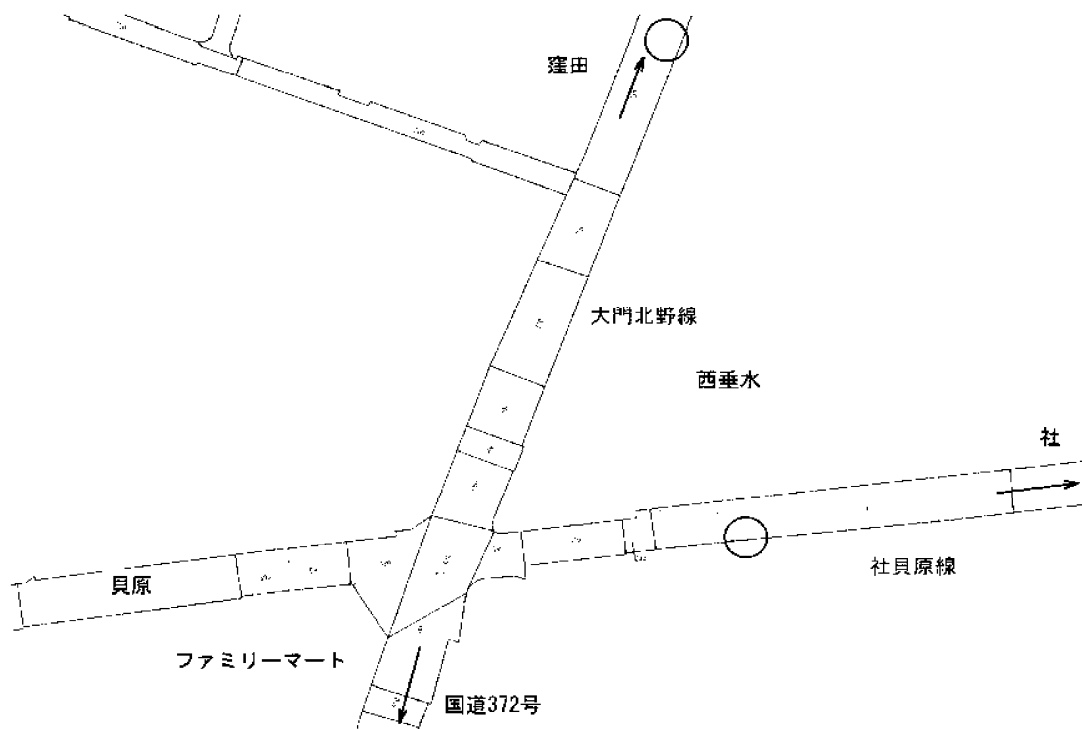 窪田
大門北野線
西垂水
社
社貝原線
貝原
ファミリーマート
国道372号